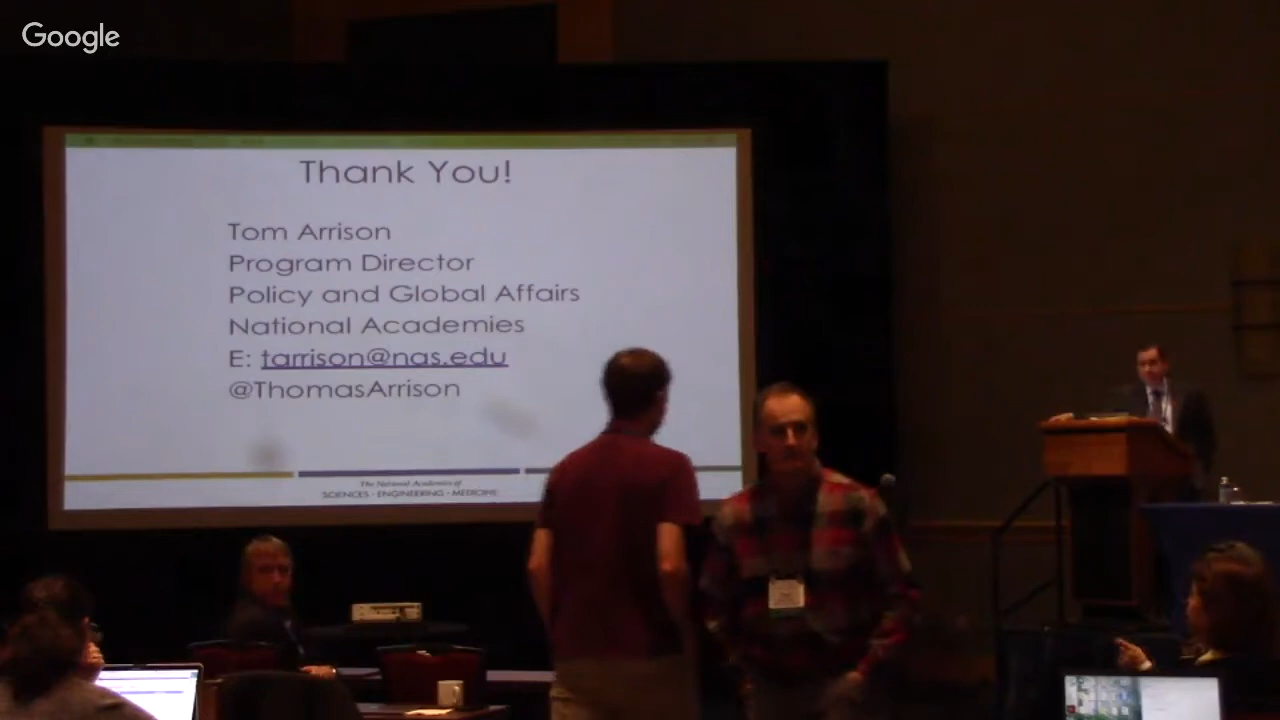 Google
Thank You!
Tom Arrison
Program Director
Policy and Global Affairs
National Academies
E: tarrison@nas.edu
@ThomasArrison
The National Academies of
SCIENCES · ENGINEERING · MEDICINE